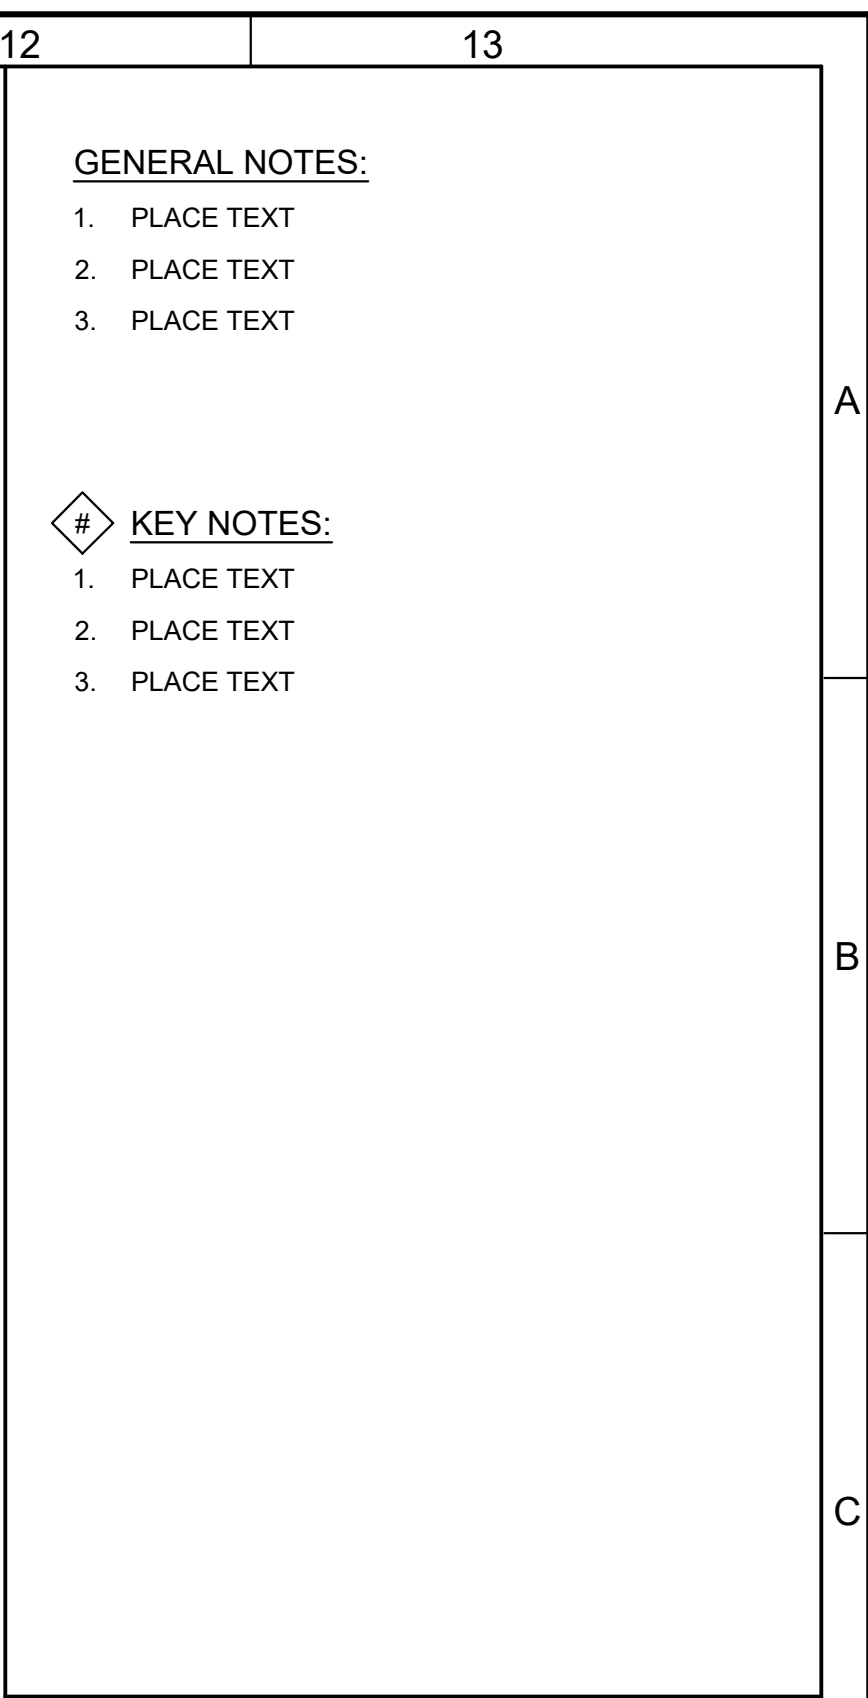 12 13
GENERAL NOTES:
1. PLACE TEXT
2. PLACE TEXT
3. PLACE TEXT
A
# KEY NOTES:
1. PLACE TEXT
2. PLACE TEXT
3. PLACE TEXT
B
C